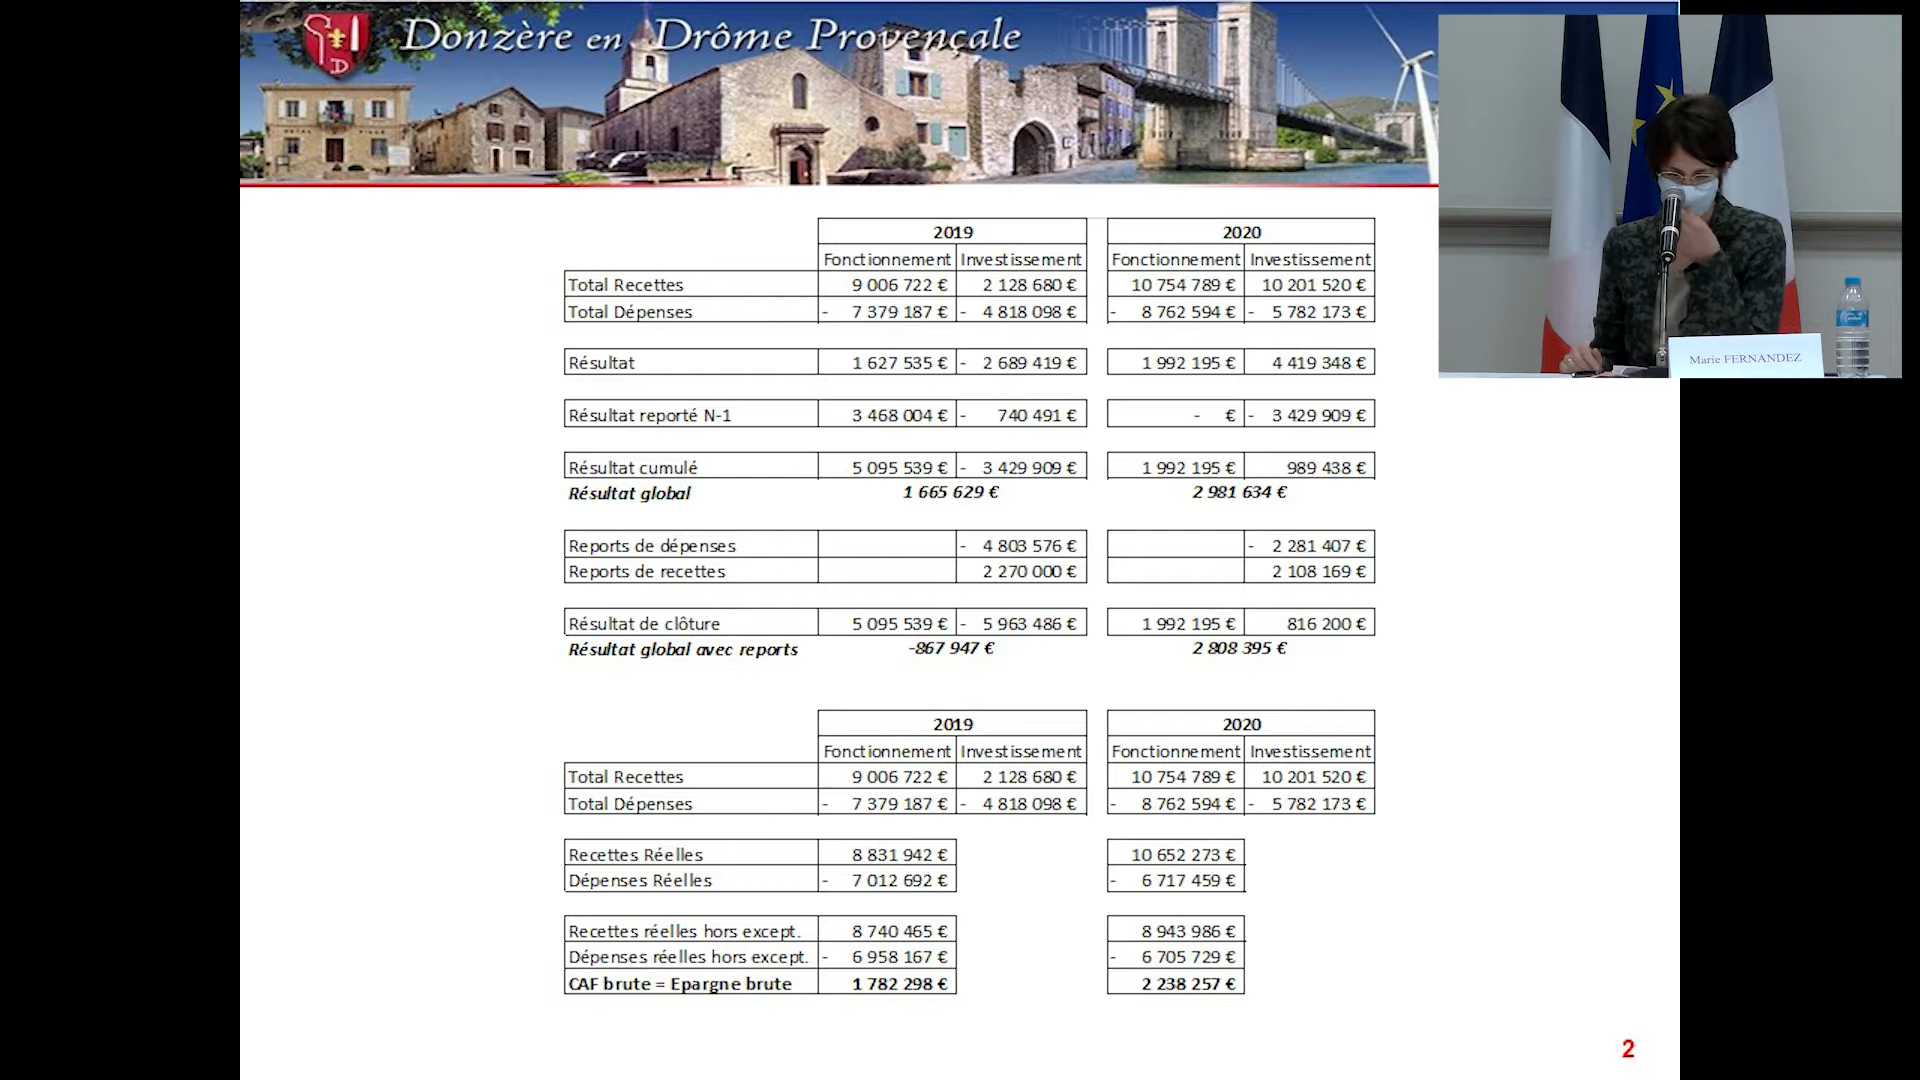 Donzère en Drôme Provençale
HOTEL VILLE
D
Marie FERNANDEZ
2019 2020
Fonctionnement Investissement Fonctionnement Investissement
Total Recettes 9 006 722 € 2 128 680 € 10 754 789 € 10 201 520 €
Total Dépenses - 7 379 187 € - 4 818 098 € - 8 762 594 € - 5 782 173 €
Résultat 1 627 535 € - 2 689 419 € 1 992 195 € 4 419 348 €
Résultat reporté N-1 3 468 004 € - 740 491 € - € - 3 429 909 €
Résultat cumulé 5 095 539 € - 3 429 909 € 1 992 195 € 989 438 €
Résultat global 1 665 629 € 2 981 634 €
Reports de dépenses - 4 803 576 € - 2 281 407 €
Reports de recettes 2 270 000 € 2 108 169 €
Résultat de clôture 5 095 539 € - 5 963 486 € 1 992 195 € 816 200 €
Résultat global avec reports -867 947 € 2 808 395 €
2019 2020
Fonctionnement Investissement Fonctionnement Investissement
Total Recettes 9 006 722 € 2 128 680 € 10 754 789 € 10 201 520 €
Total Dépenses - 7 379 187 € - 4 818 098 € - 8 762 594 € - 5 782 173 €
Recettes Réelles 8 831 942 € 10 652 273 €
Dépenses Réelles - 7 012 692 € - 6 717 459 €
Recettes réelles hors except. 8 740 465 € 8 943 986 €
Dépenses réelles hors except. - 6 958 167 € - 6 705 729 €
CAF brute = Epargne brute 1 782 298 € 2 238 257 €
2